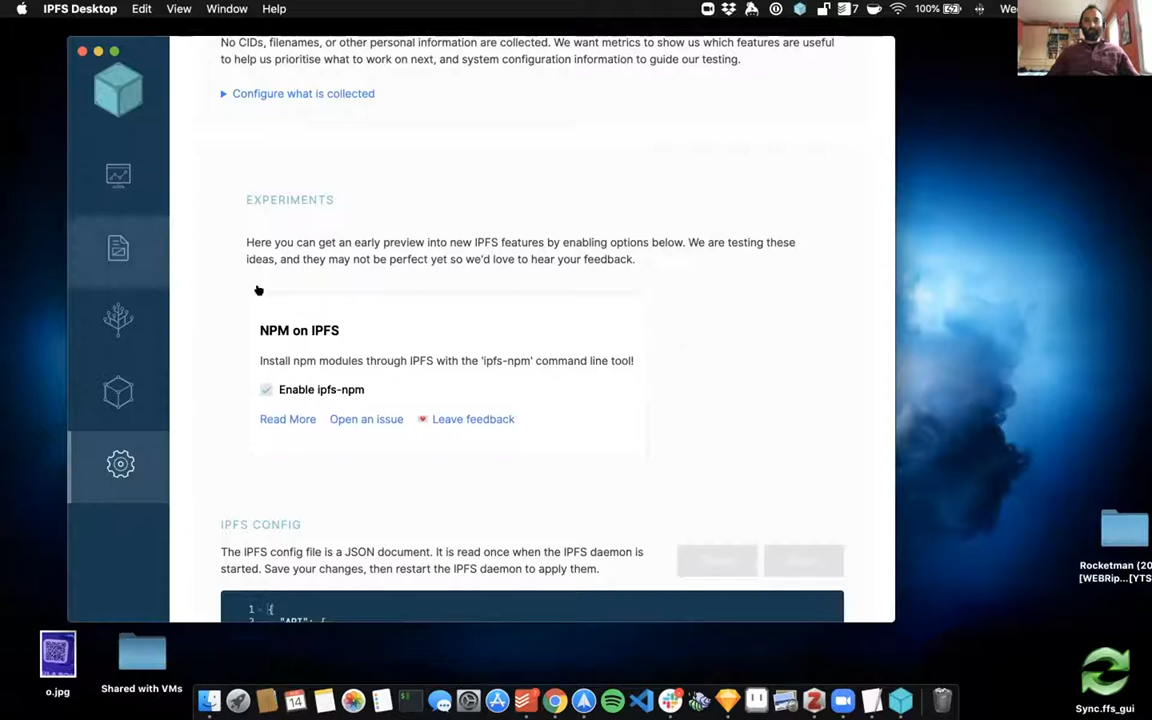 IPFS Desktop Edit View Window Help
7 100% We
No CIDs, filenames, or other personal information are collected. We want metrics to show us which features are useful
to help us prioritise what to work on next, and system configuration information to guide our testing.
Configure what is collected
EXPERIMENTS
Here you can get an early preview into new IPFS features by enabling options below. We are testing these
ideas, and they may not be perfect yet so we'd love to hear your feedback.
NPM on IPFS
Install npm modules through IPFS with the 'ipfs-npm' command line tool!
Enable ipfs-npm
Read More Open an issue Leave feedback
IPFS CONFIG
The IPFS config file is a JSON document. It is read once when the IPFS daemon is
started. Save your changes, then restart the IPFS daemon to apply them.
1 {
2 "API": {
Rocketman (20
[WEBRip...[YTS
o.jpg
Shared with VMs
14
Sync.ffs_gui